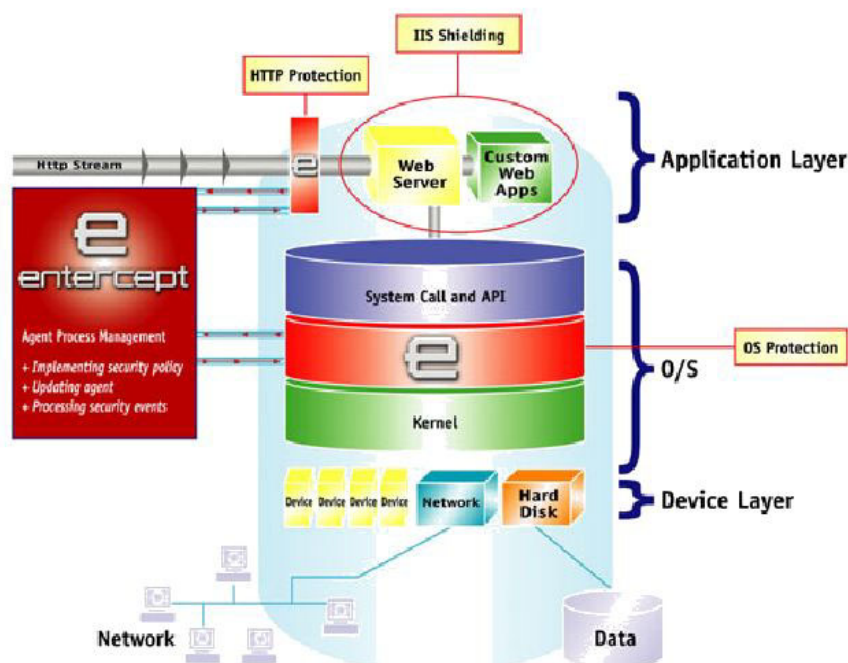 IIS Shielding
HTTP Protection
Http Stream
e
Web
Server
Custom
Web
Apps
Application Layer
e
entercept
Agent Process Management
+ Implementing security policy
+ Updating agent
+ Processing security events
System Call and API
e
Kernel
OS Protection
O/S
Device
Device
Device
Device
Network
Hard
Disk
Device Layer
Network
Data